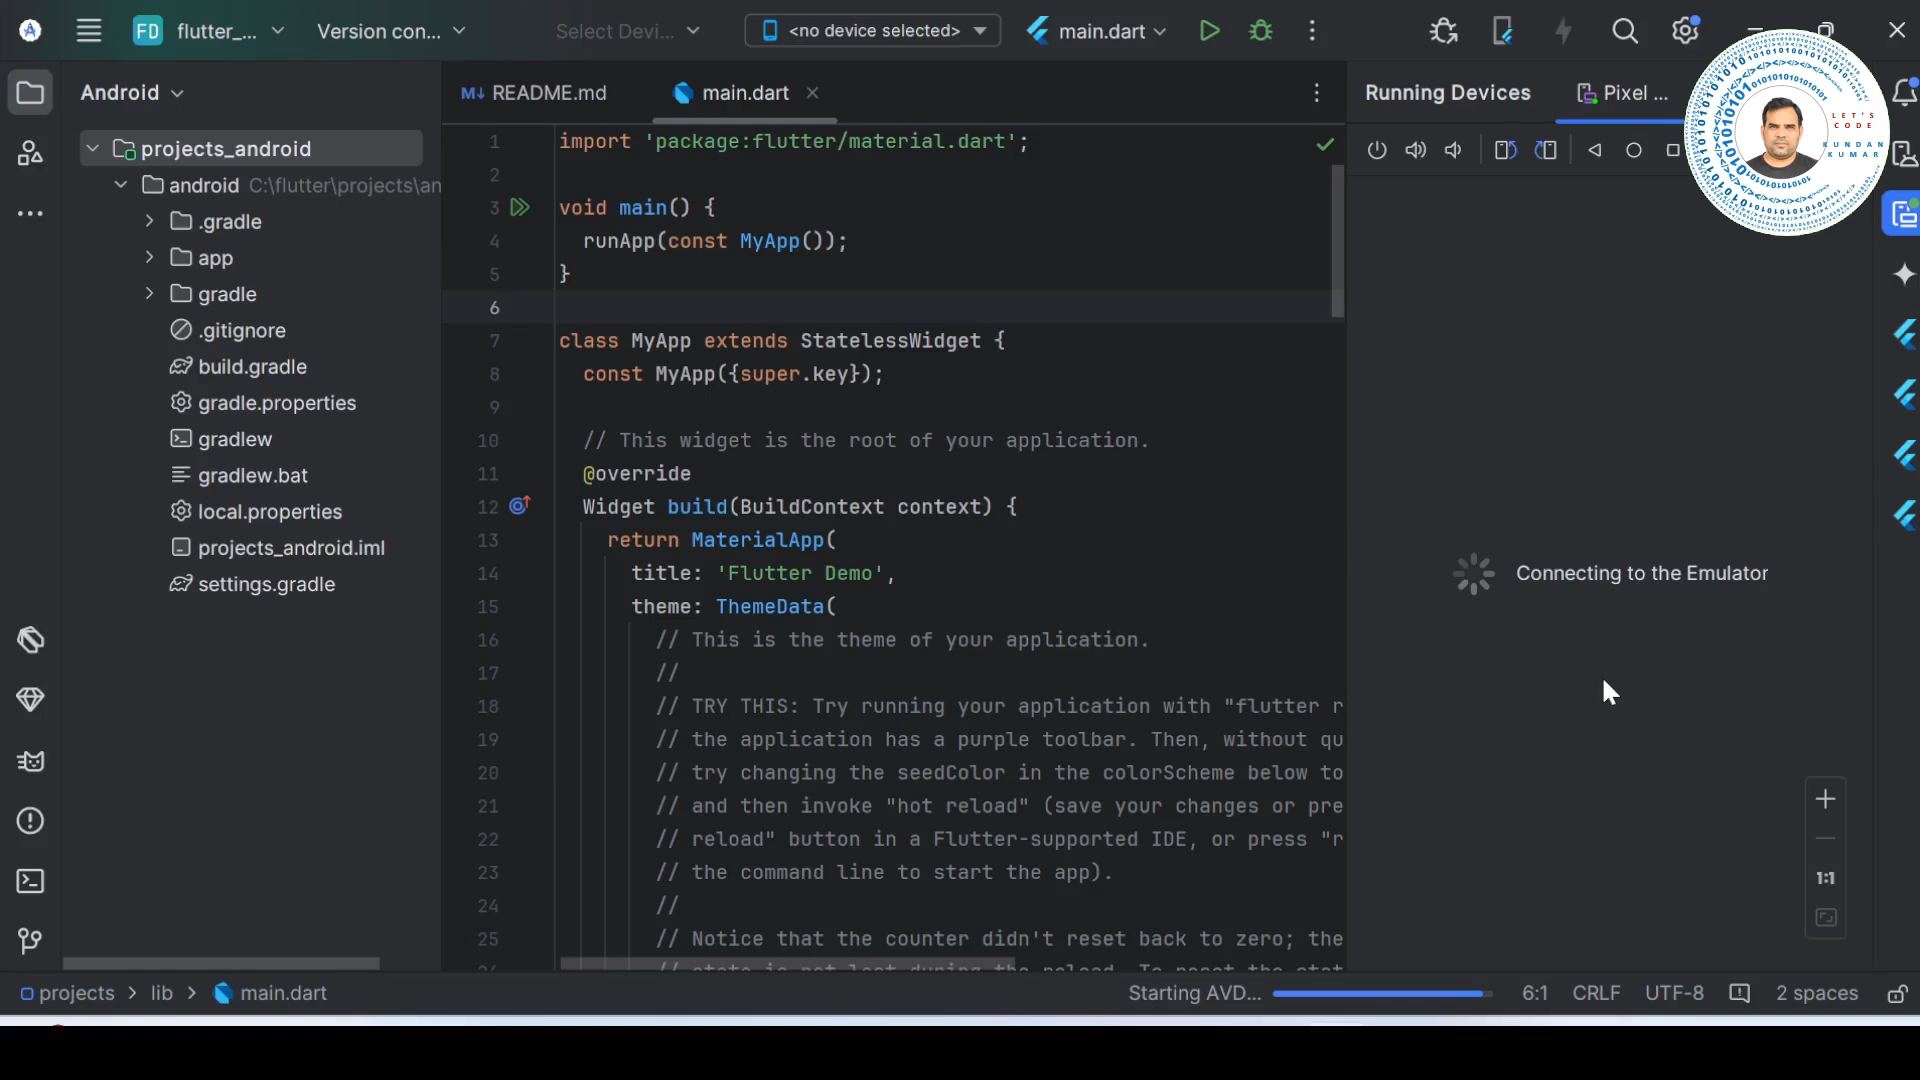 FD flutter_... Version con... Select Devi... <no device selected> main.dart
Android
projects_android
android C:\flutter\projects\an
.gradle
app
gradle
.gitignore
build.gradle
gradle.properties
gradlew
gradlew.bat
local.properties
projects_android.iml
settings.gradle
M↓ README.md main.dart
1 import 'package:flutter/material.dart';
2
3 void main() {
4 runApp(const MyApp());
5 }
6
7 class MyApp extends StatelessWidget {
8 const MyApp({super.key});
9
10 // This widget is the root of your application.
11 @override
12 Widget build(BuildContext context) {
13 return MaterialApp(
14 title: 'Flutter Demo',
15 theme: ThemeData(
16 // This is the theme of your application.
17 //
18 // TRY THIS: Try running your application with "flutter r
19 // the application has a purple toolbar. Then, without qu
20 // try changing the seedColor in the colorScheme below to
21 // and then invoke "hot reload" (save your changes or pre
22 // reload" button in a Flutter-supported IDE, or press "r
23 // the command line to start the app).
24 //
25 // Notice that the counter didn't reset back to zero; the
Running Devices Pixel ...
LET'S
CODE
KUNDAN
KUMAR
Connecting to the Emulator
1:1
projects > lib > main.dart
Starting AVD... 6:1 CRLF UTF-8 2 spaces